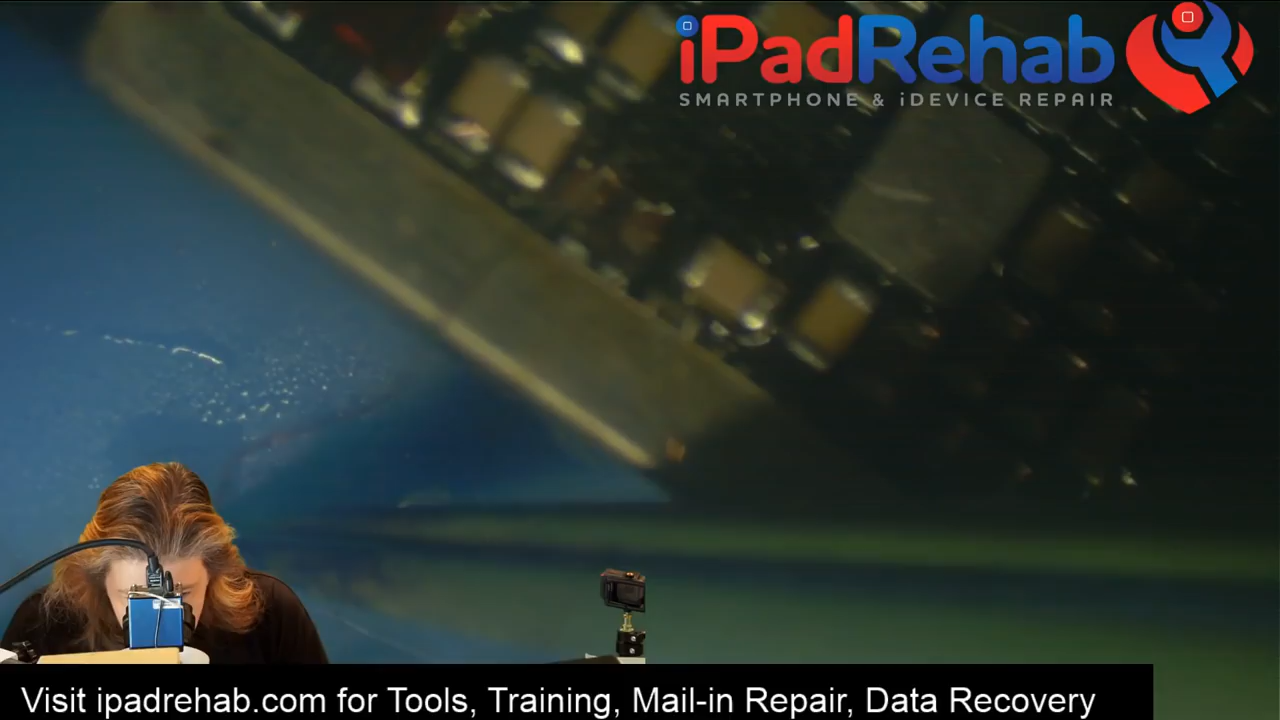 iPadRehab
SMARTPHONE & iDEVICE REPAIR
Visit ipadrehab.com for Tools, Training, Mail-in Repair, Data Recovery